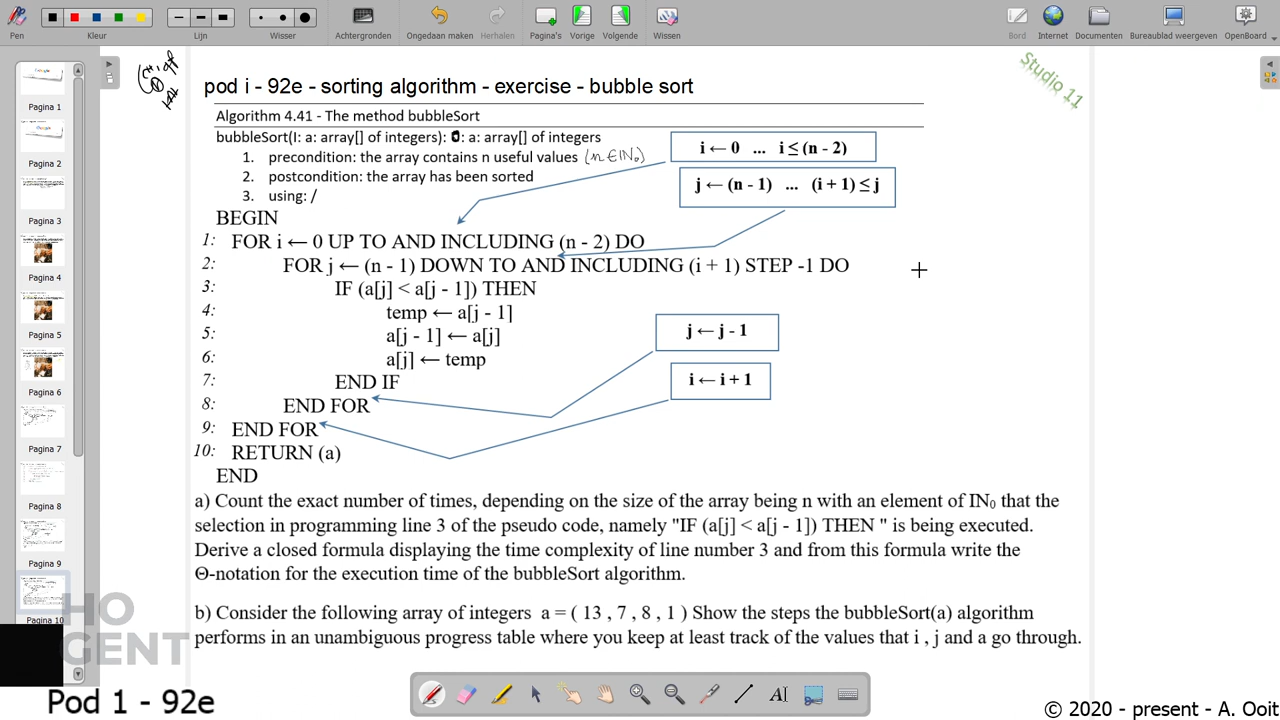 Pen
Kleur
Lijn
Wisser
Achtergronden
Ongedaan maken
Herhalen
Pagina's
Vorige
Volgende
Wissen
Bord
Internet
Documenten
Bureaublad weergeven
OpenBoard
Pagina 1
Pagina 2
Pagina 3
Pagina 4
Pagina 5
Pagina 6
Pagina 7
Pagina 8
Pagina 9
Pagina 10
Studio 11
pod i - 92e - sorting algorithm - exercise - bubble sort
Algorithm 4.41 - The method bubbleSort
bubbleSort(I: a: array[] of integers): O: a: array[] of integers
1. precondition: the array contains n useful values (n ∈ IN₀)
2. postcondition: the array has been sorted
3. using: /
i ← 0 ... i ≤ (n - 2)
j ← (n - 1) ... (i + 1) ≤ j
BEGIN
1: FOR i ← 0 UP TO AND INCLUDING (n - 2) DO
2: FOR j ← (n - 1) DOWN TO AND INCLUDING (i + 1) STEP -1 DO
3: IF (a[j] < a[j - 1]) THEN
4: temp ← a[j - 1]
5: a[j - 1] ← a[j]
6: a[j] ← temp
7: END IF
8: END FOR
9: END FOR
10: RETURN (a)
END
j ← j - 1
i ← i + 1
a) Count the exact number of times, depending on the size of the array being n with an element of IN₀ that the
selection in programming line 3 of the pseudo code, namely "IF (a[j] < a[j - 1]) THEN " is being executed.
Derive a closed formula displaying the time complexity of line number 3 and from this formula write the
Θ-notation for the execution time of the bubbleSort algorithm.
b) Consider the following array of integers a = ( 13 , 7 , 8 , 1 ) Show the steps the bubbleSort(a) algorithm
performs in an unambiguous progress table where you keep at least track of the values that i , j and a go through.
HO
GENT
Pod 1 - 92e
© 2020 - present - A. Ooit